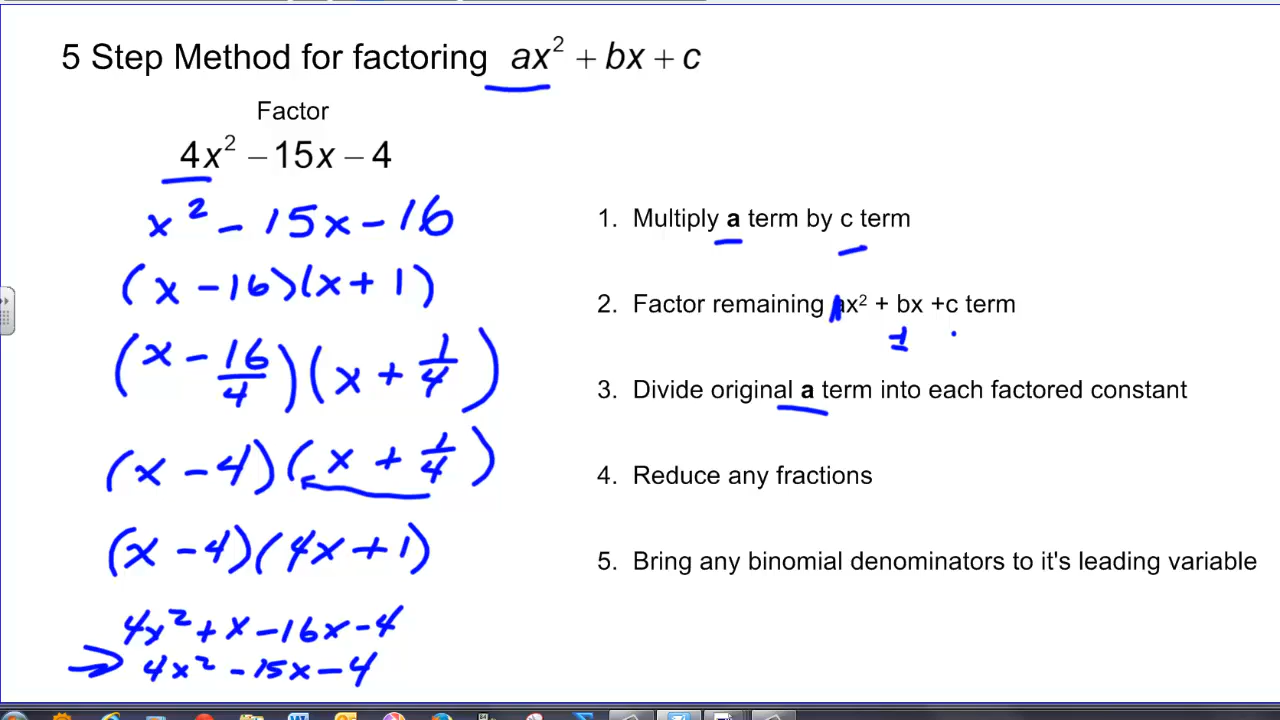 5 Step Method for factoring ax² + bx + c
Factor
4x² − 15x − 4
x² − 15x − 16
(x − 16)(x + 1)
(x − 16/4)(x + 1/4)
(x − 4)(x + 1/4)
(x − 4)(4x + 1)
4x² + x − 16x − 4
4x² − 15x − 4
1. Multiply a term by c term
2. Factor remaining x² + bx +c term
3. Divide original a term into each factored constant
4. Reduce any fractions
5. Bring any binomial denominators to it's leading variable